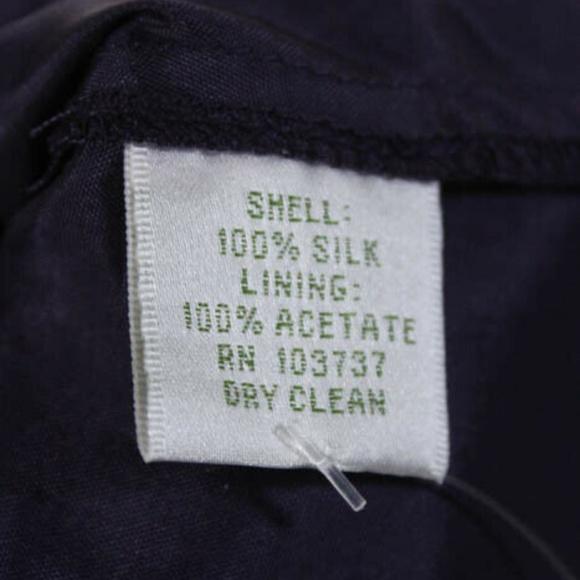 SHELL:
100% SILK
LINING:
100% ACETATE
RN 103737
DRY CLEAN